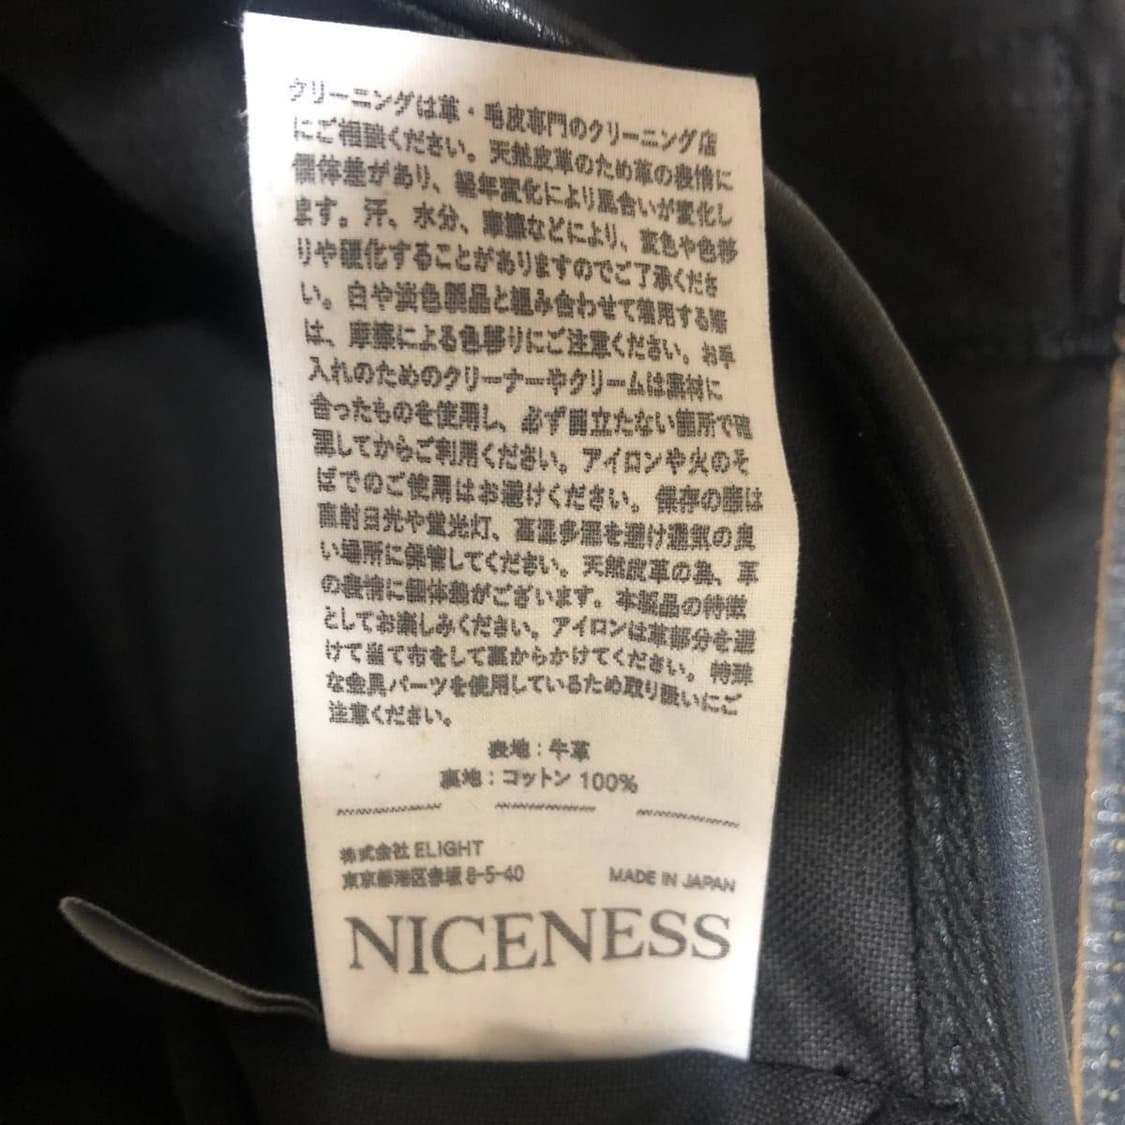 クリーニングは革・毛皮専門のクリーニング店
にご相談ください。天然皮革のため革の表情に
個体差があり、経年変化により風合いが変化し
ます。汗、水分、摩擦などにより、変色や色移
りや硬化することがありますのでご了承くださ
い。白や淡色製品と組み合わせて着用する際
は、摩擦による色移りにご注意ください。お手
入れのためのクリーナーやクリームは素材に
合ったものを使用し、必ず目立たない箇所で確
認してからご利用ください。アイロンや火のそ
ばでのご使用はお避けください。保存の際は
直射日光や蛍光灯、高温多湿を避け通気の良
い場所に保管してください。天然皮革の為、革
の表情に個体差がございます。本製品の特徴
としてお楽しみください。アイロンは革部分を避
けて当て布をして裏からかけてください。特殊
な金具パーツを使用しているため取り扱いにご
注意ください。
表地：牛革
裏地：コットン 100%
株式会社 ELIGHT
東京都港区赤坂 8-5-40
MADE IN JAPAN
NICENESS